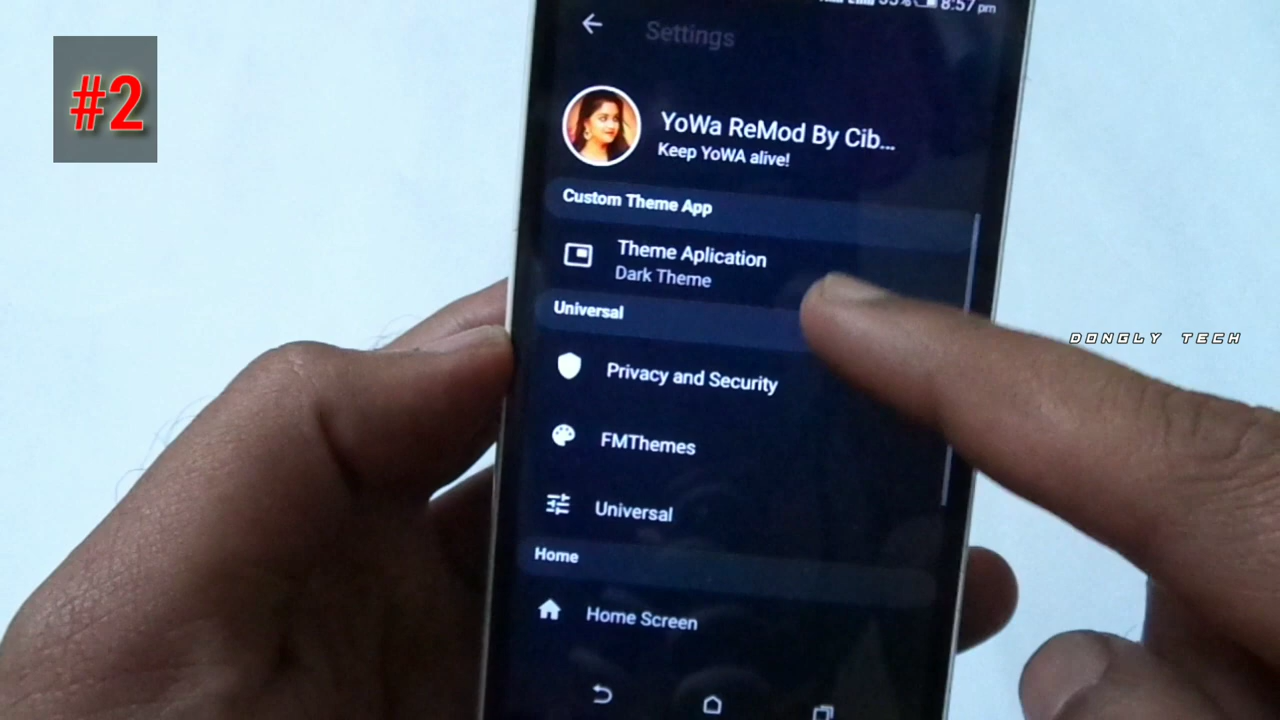 #2
8:57 pm
Settings
YoWa ReMod By Cib...
Keep YoWA alive!
Custom Theme App
Theme Aplication
Dark Theme
Universal
DONGLY TECH
Privacy and Security
FMThemes
Universal
Home
Home Screen